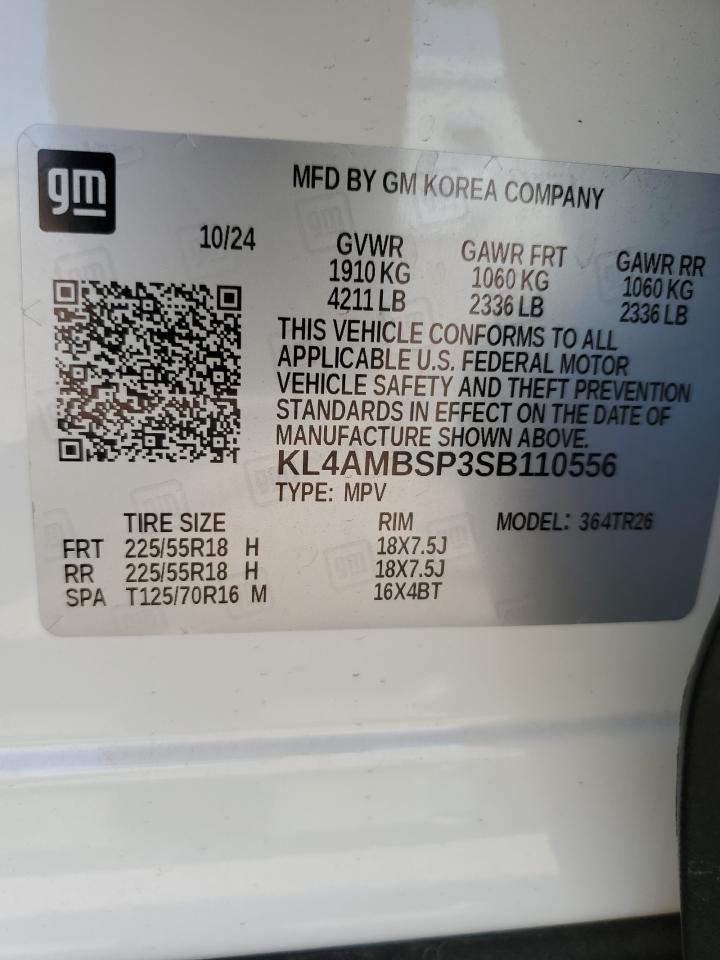 gm
MFD BY GM KOREA COMPANY
10/24
GVWR GAWR FRT GAWR RR
1910 KG 1060 KG 1060 KG
4211 LB 2336 LB 2336 LB
THIS VEHICLE CONFORMS TO ALL
APPLICABLE U.S. FEDERAL MOTOR
VEHICLE SAFETY AND THEFT PREVENTION
STANDARDS IN EFFECT ON THE DATE OF
MANUFACTURE SHOWN ABOVE.
KL4AMBSP3SB110556
TYPE: MPV
TIRE SIZE RIM MODEL: 364TR26
FRT 225/55R18 H 18X7.5J
RR 225/55R18 H 18X7.5J
SPA T125/70R16 M 16X4BT